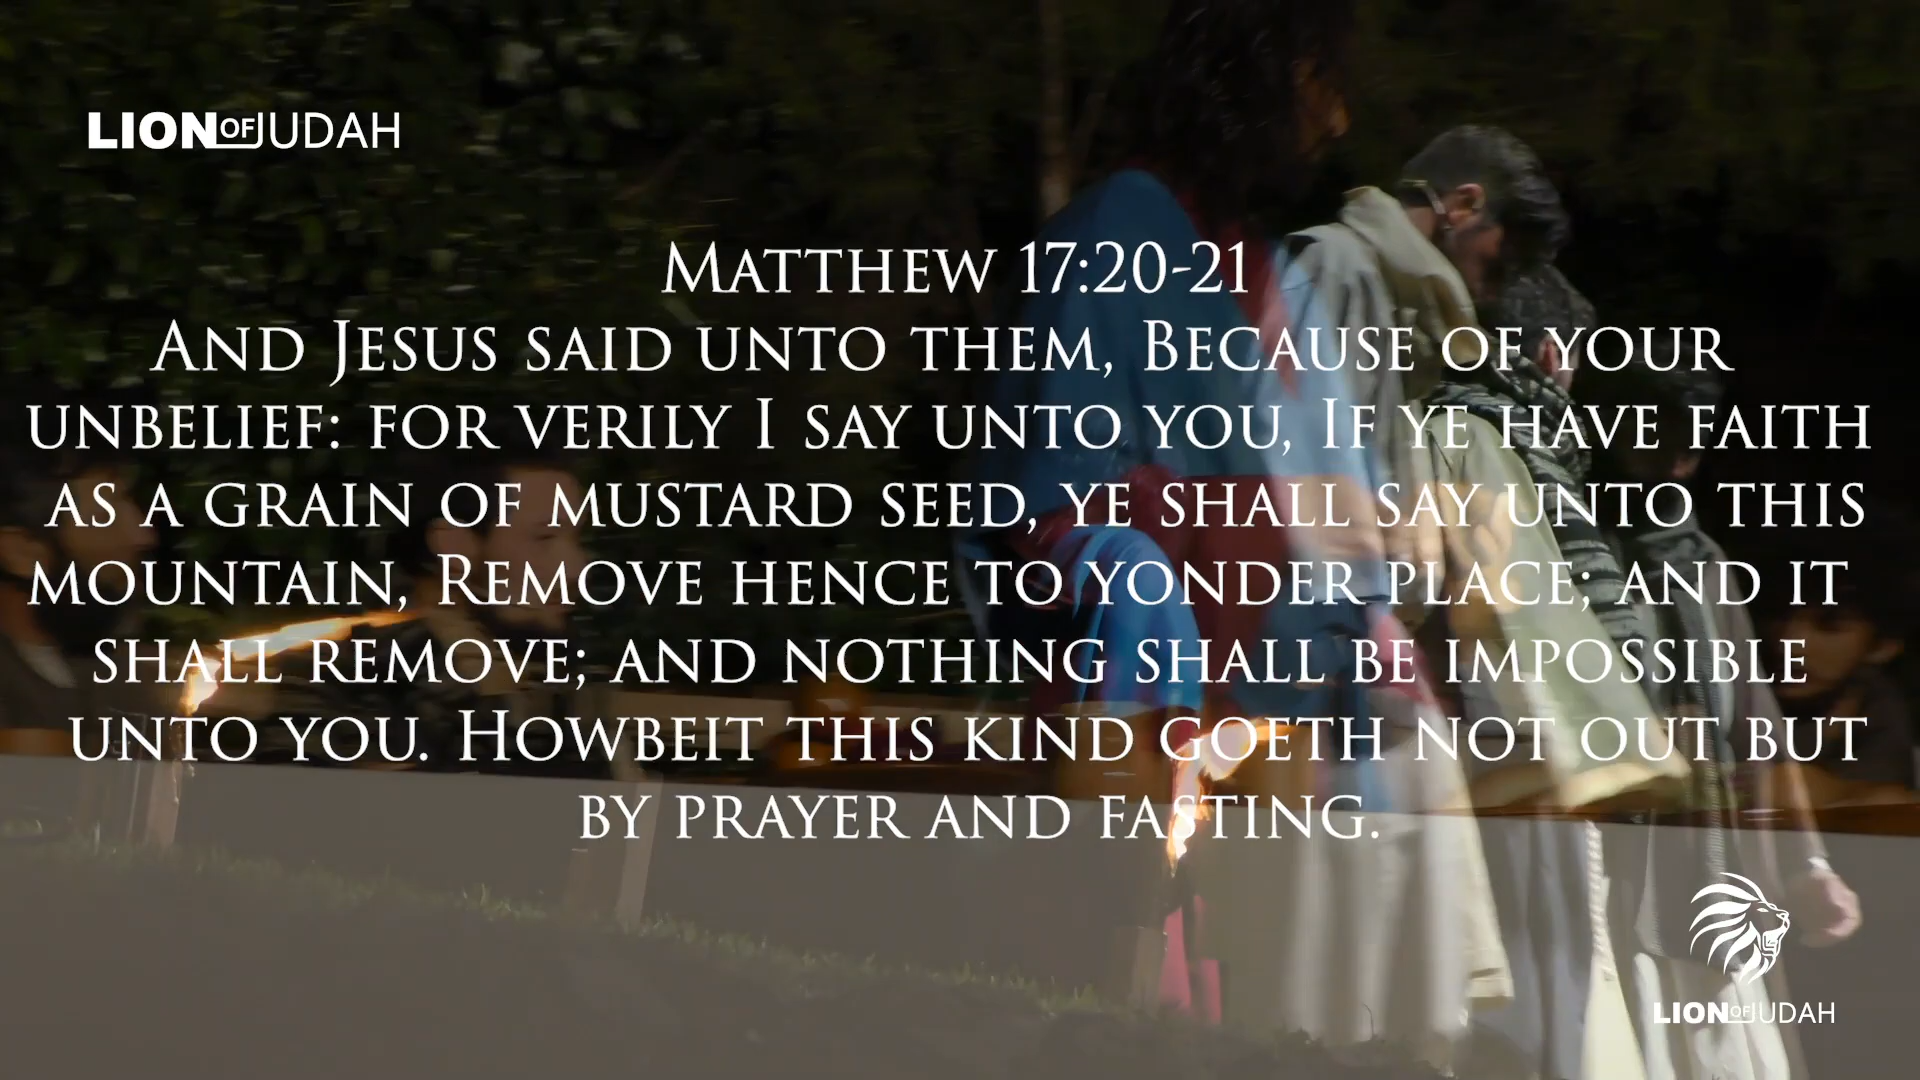 LION OF JUDAH
Matthew 17:20-21
And Jesus said unto them, Because of your
unbelief: for verily I say unto you, If ye have faith
as a grain of mustard seed, ye shall say unto this
mountain, Remove hence to yonder place; and it
shall remove; and nothing shall be impossible
unto you. Howbeit this kind goeth not out but
by prayer and fasting.
LION OF JUDAH